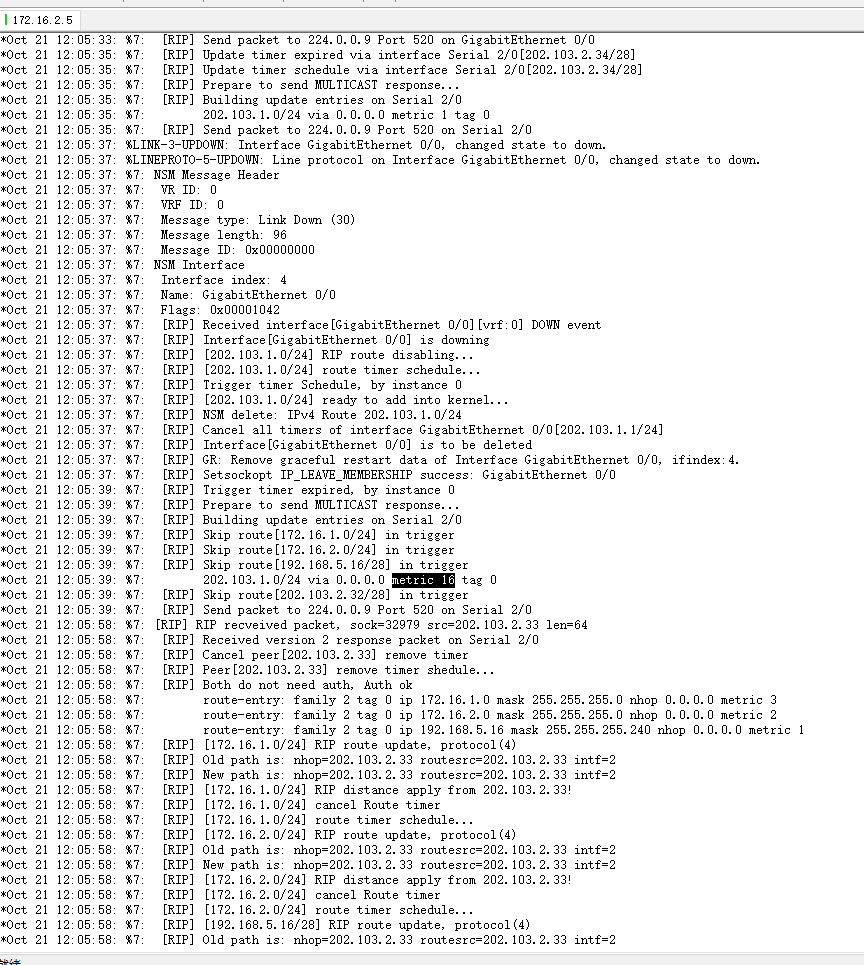 172.16.2.5
*Oct 21 12:05:33: %7:  [RIP] Send packet to 224.0.0.9 Port 520 on GigabitEthernet 0/0
*Oct 21 12:05:35: %7:  [RIP] Update timer expired via interface Serial 2/0[202.103.2.34/28]
*Oct 21 12:05:35: %7:  [RIP] Update timer schedule via interface Serial 2/0[202.103.2.34/28]
*Oct 21 12:05:35: %7:  [RIP] Prepare to send MULTICAST response...
*Oct 21 12:05:35: %7:  [RIP] Building update entries on Serial 2/0
*Oct 21 12:05:35: %7:        202.103.1.0/24 via 0.0.0.0 metric 1 tag 0
*Oct 21 12:05:35: %7:  [RIP] Send packet to 224.0.0.9 Port 520 on Serial 2/0
*Oct 21 12:05:37: %LINK-3-UPDOWN: Interface GigabitEthernet 0/0, changed state to down.
*Oct 21 12:05:37: %LINEPROTO-5-UPDOWN: Line protocol on Interface GigabitEthernet 0/0, changed state to down.
*Oct 21 12:05:37: %7: NSM Message Header
*Oct 21 12:05:37: %7:  VR ID: 0
*Oct 21 12:05:37: %7:  VRF ID: 0
*Oct 21 12:05:37: %7:  Message type: Link Down (30)
*Oct 21 12:05:37: %7:  Message length: 96
*Oct 21 12:05:37: %7:  Message ID: 0x00000000
*Oct 21 12:05:37: %7: NSM Interface
*Oct 21 12:05:37: %7:  Interface index: 4
*Oct 21 12:05:37: %7:  Name: GigabitEthernet 0/0
*Oct 21 12:05:37: %7:  Flags: 0x00001042
*Oct 21 12:05:37: %7:  [RIP] Received interface[GigabitEthernet 0/0][vrf:0] DOWN event
*Oct 21 12:05:37: %7:  [RIP] Interface[GigabitEthernet 0/0] is downing
*Oct 21 12:05:37: %7:  [RIP] [202.103.1.0/24] RIP route disabling...
*Oct 21 12:05:37: %7:  [RIP] [202.103.1.0/24] route timer schedule...
*Oct 21 12:05:37: %7:  [RIP] Trigger timer Schedule, by instance 0
*Oct 21 12:05:37: %7:  [RIP] [202.103.1.0/24] ready to add into kernel...
*Oct 21 12:05:37: %7:  [RIP] NSM delete: IPv4 Route 202.103.1.0/24
*Oct 21 12:05:37: %7:  [RIP] Cancel all timers of interface GigabitEthernet 0/0[202.103.1.1/24]
*Oct 21 12:05:37: %7:  [RIP] Interface[GigabitEthernet 0/0] is to be deleted
*Oct 21 12:05:37: %7:  [RIP] GR: Remove graceful restart data of Interface GigabitEthernet 0/0, ifindex:4.
*Oct 21 12:05:37: %7:  [RIP] Setsockopt IP_LEAVE_MEMBERSHIP success: GigabitEthernet 0/0
*Oct 21 12:05:39: %7:  [RIP] Trigger timer expired, by instance 0
*Oct 21 12:05:39: %7:  [RIP] Prepare to send MULTICAST response...
*Oct 21 12:05:39: %7:  [RIP] Building update entries on Serial 2/0
*Oct 21 12:05:39: %7:  [RIP] Skip route[172.16.1.0/24] in trigger
*Oct 21 12:05:39: %7:  [RIP] Skip route[172.16.2.0/24] in trigger
*Oct 21 12:05:39: %7:  [RIP] Skip route[192.168.5.16/28] in trigger
*Oct 21 12:05:39: %7:        202.103.1.0/24 via 0.0.0.0 metric 16 tag 0
*Oct 21 12:05:39: %7:  [RIP] Skip route[202.103.2.32/28] in trigger
*Oct 21 12:05:39: %7:  [RIP] Send packet to 224.0.0.9 Port 520 on Serial 2/0
*Oct 21 12:05:58: %7: [RIP] RIP recveived packet, sock=32979 src=202.103.2.33 len=64
*Oct 21 12:05:58: %7:  [RIP] Received version 2 response packet on Serial 2/0
*Oct 21 12:05:58: %7:  [RIP] Cancel peer[202.103.2.33] remove timer
*Oct 21 12:05:58: %7:  [RIP] Peer[202.103.2.33] remove timer shedule...
*Oct 21 12:05:58: %7:  [RIP] Both do not need auth, Auth ok
*Oct 21 12:05:58: %7:        route-entry: family 2 tag 0 ip 172.16.1.0 mask 255.255.255.0 nhop 0.0.0.0 metric 3
*Oct 21 12:05:58: %7:        route-entry: family 2 tag 0 ip 172.16.2.0 mask 255.255.255.0 nhop 0.0.0.0 metric 2
*Oct 21 12:05:58: %7:        route-entry: family 2 tag 0 ip 192.168.5.16 mask 255.255.255.240 nhop 0.0.0.0 metric 1
*Oct 21 12:05:58: %7:  [RIP] [172.16.1.0/24] RIP route update, protocol(4)
*Oct 21 12:05:58: %7:  [RIP] Old path is: nhop=202.103.2.33 routesrc=202.103.2.33 intf=2
*Oct 21 12:05:58: %7:  [RIP] New path is: nhop=202.103.2.33 routesrc=202.103.2.33 intf=2
*Oct 21 12:05:58: %7:  [RIP] [172.16.1.0/24] RIP distance apply from 202.103.2.33!
*Oct 21 12:05:58: %7:  [RIP] [172.16.1.0/24] cancel Route timer
*Oct 21 12:05:58: %7:  [RIP] [172.16.1.0/24] route timer schedule...
*Oct 21 12:05:58: %7:  [RIP] [172.16.2.0/24] RIP route update, protocol(4)
*Oct 21 12:05:58: %7:  [RIP] Old path is: nhop=202.103.2.33 routesrc=202.103.2.33 intf=2
*Oct 21 12:05:58: %7:  [RIP] New path is: nhop=202.103.2.33 routesrc=202.103.2.33 intf=2
*Oct 21 12:05:58: %7:  [RIP] [172.16.2.0/24] RIP distance apply from 202.103.2.33!
*Oct 21 12:05:58: %7:  [RIP] [172.16.2.0/24] cancel Route timer
*Oct 21 12:05:58: %7:  [RIP] [172.16.2.0/24] route timer schedule...
*Oct 21 12:05:58: %7:  [RIP] [192.168.5.16/28] RIP route update, protocol(4)
*Oct 21 12:05:58: %7:  [RIP] Old path is: nhop=202.103.2.33 routesrc=202.103.2.33 intf=2